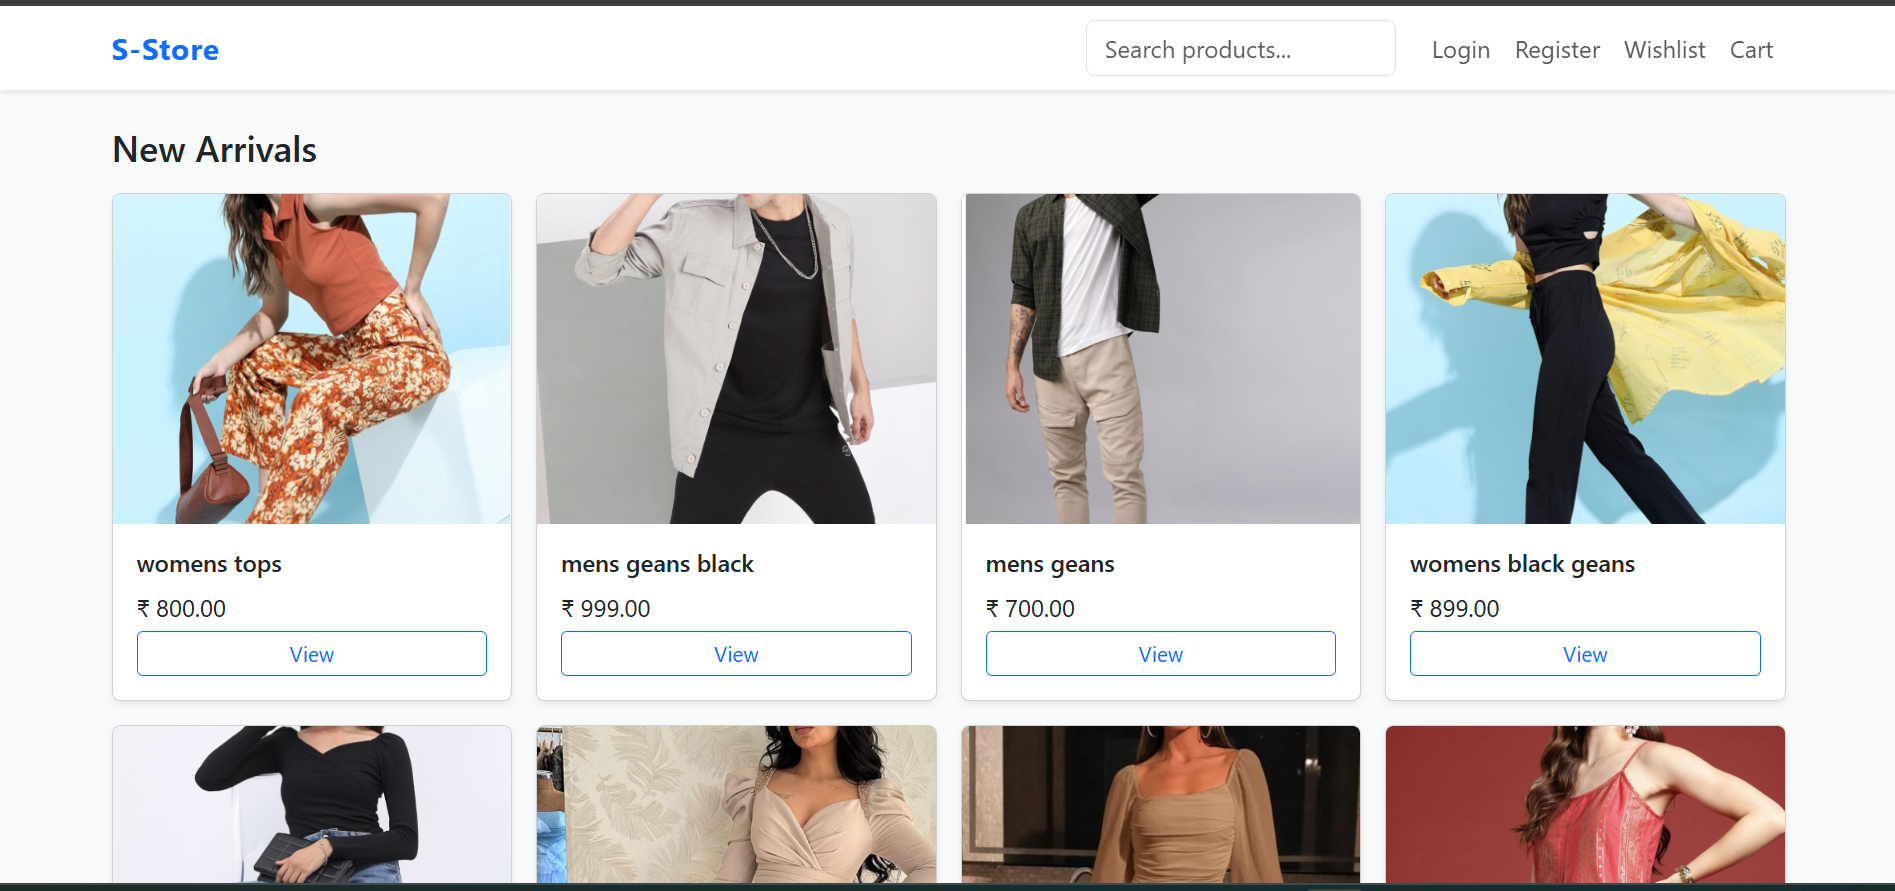 S-Store
Search products...
Login Register Wishlist Cart
New Arrivals
womens tops
₹ 800.00
View
mens geans black
₹ 999.00
View
mens geans
₹ 700.00
View
womens black geans
₹ 899.00
View